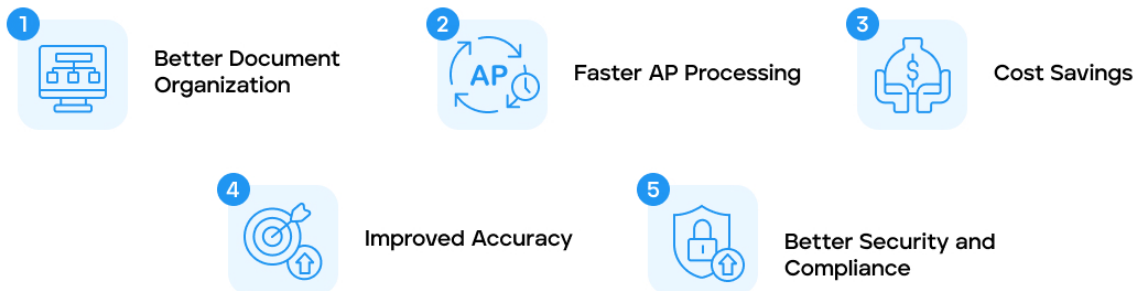 1
Better Document
Organization
2
AP
Faster AP Processing
3
$
Cost Savings
4
Improved Accuracy
5
Better Security and
Compliance